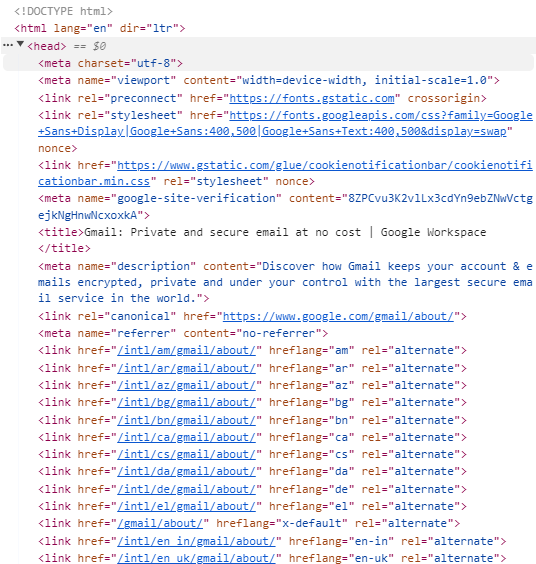 <!DOCTYPE html>
<html lang="en" dir="ltr">
··· ▼<head> == $0
<meta charset="utf-8">
<meta name="viewport" content="width=device-width, initial-scale=1.0">
<link rel="preconnect" href="https://fonts.gstatic.com" crossorigin>
<link rel="stylesheet" href="https://fonts.googleapis.com/css?family=Google
+Sans+Display|Google+Sans:400,500|Google+Sans+Text:400,500&display=swap"
nonce>
<link href="https://www.gstatic.com/glue/cookienotificationbar/cookienotifi
cationbar.min.css" rel="stylesheet" nonce>
<meta name="google-site-verification" content="8ZPCvu3K2vlLx3cdYn9ebZNwVctg
ejkNgHnwNcxoxkA">
<title>Gmail: Private and secure email at no cost | Google Workspace
</title>
<meta name="description" content="Discover how Gmail keeps your account & e
mails encrypted, private and under your control with the largest secure ema
il service in the world.">
<link rel="canonical" href="https://www.google.com/gmail/about/">
<meta name="referrer" content="no-referrer">
<link href="/intl/am/gmail/about/" hreflang="am" rel="alternate">
<link href="/intl/ar/gmail/about/" hreflang="ar" rel="alternate">
<link href="/intl/az/gmail/about/" hreflang="az" rel="alternate">
<link href="/intl/bg/gmail/about/" hreflang="bg" rel="alternate">
<link href="/intl/bn/gmail/about/" hreflang="bn" rel="alternate">
<link href="/intl/ca/gmail/about/" hreflang="ca" rel="alternate">
<link href="/intl/cs/gmail/about/" hreflang="cs" rel="alternate">
<link href="/intl/da/gmail/about/" hreflang="da" rel="alternate">
<link href="/intl/de/gmail/about/" hreflang="de" rel="alternate">
<link href="/intl/el/gmail/about/" hreflang="el" rel="alternate">
<link href="/gmail/about/" hreflang="x-default" rel="alternate">
<link href="/intl/en_in/gmail/about/" hreflang="en-in" rel="alternate">
<link href="/intl/en_uk/gmail/about/" hreflang="en-uk" rel="alternate">